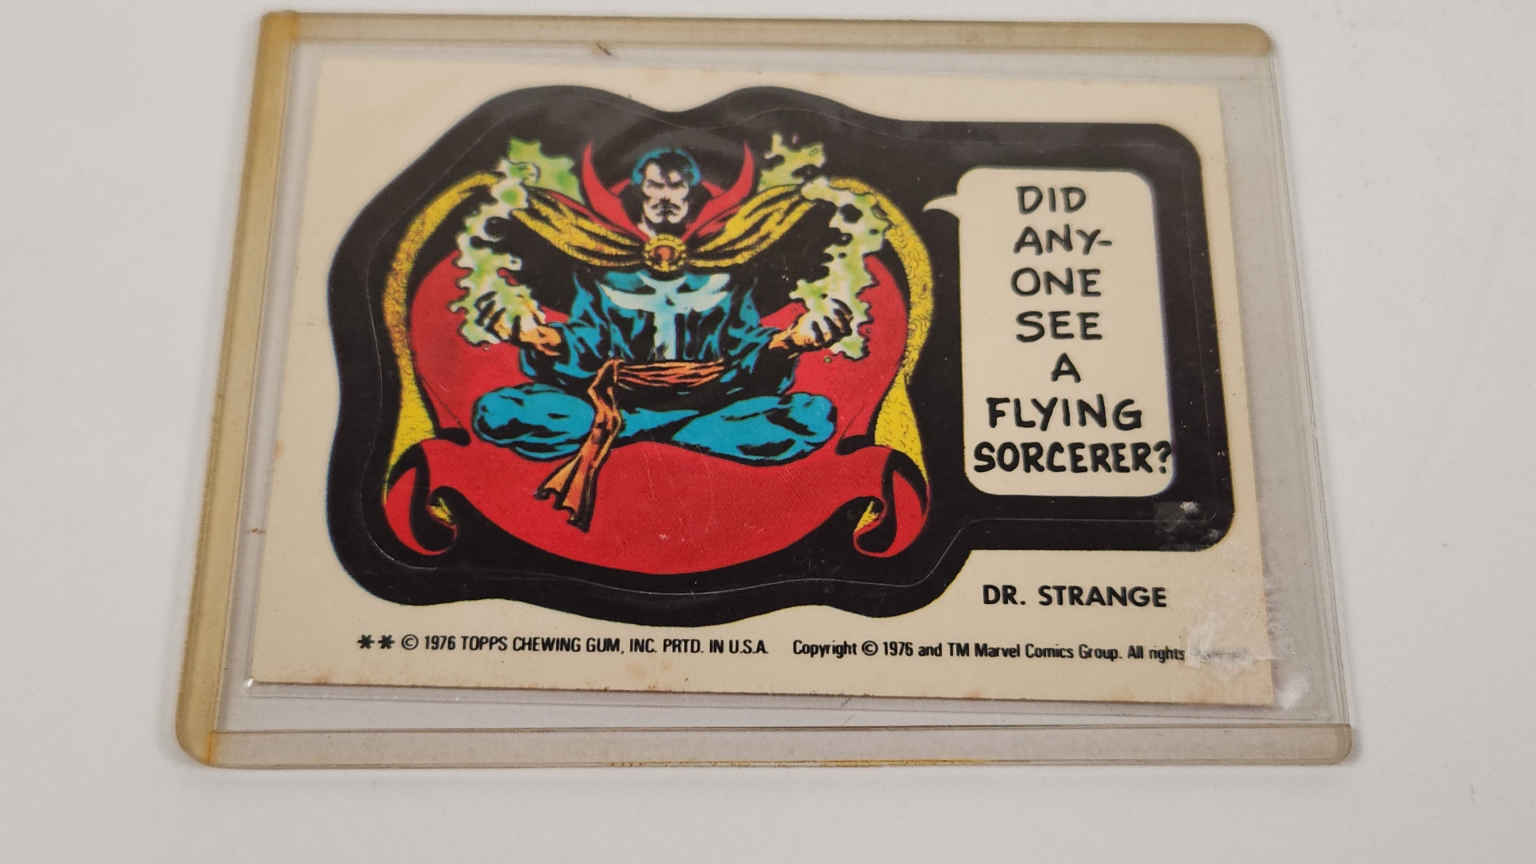 DID
ANY-
ONE
SEE
A
FLYING
SORCERER?
DR. STRANGE
** © 1976 TOPPS CHEWING GUM, INC. PRTD. IN U.S.A. Copyright © 1976 and TM Marvel Comics Group. All rights